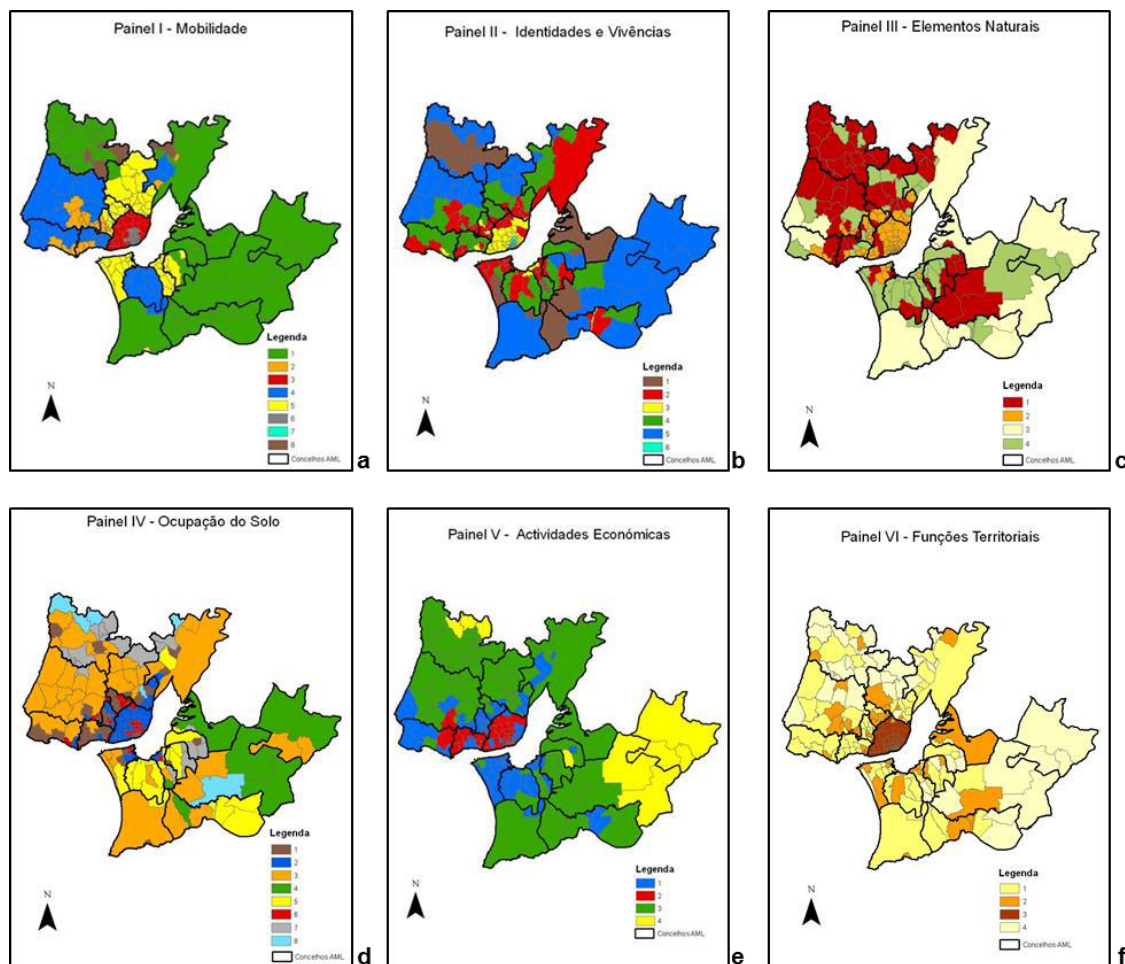 Painel I - Mobilidade
N
Legenda
1
2
3
4
5
6
7
8
Concelhos AML
a
Painel II - Identidades e Vivências
N
Legenda
1
2
3
4
5
6
Concelhos AML
b
Painel III - Elementos Naturais
N
Legenda
1
2
3
4
Concelhos AML
c
Painel IV - Ocupação do Solo
N
Legenda
1
2
3
4
5
6
7
8
Concelhos AML
d
Painel V - Actividades Económicas
N
Legenda
1
2
3
4
Concelhos AML
e
Painel VI - Funções Territoriais
N
Legenda
1
2
3
4
Concelhos AML
f